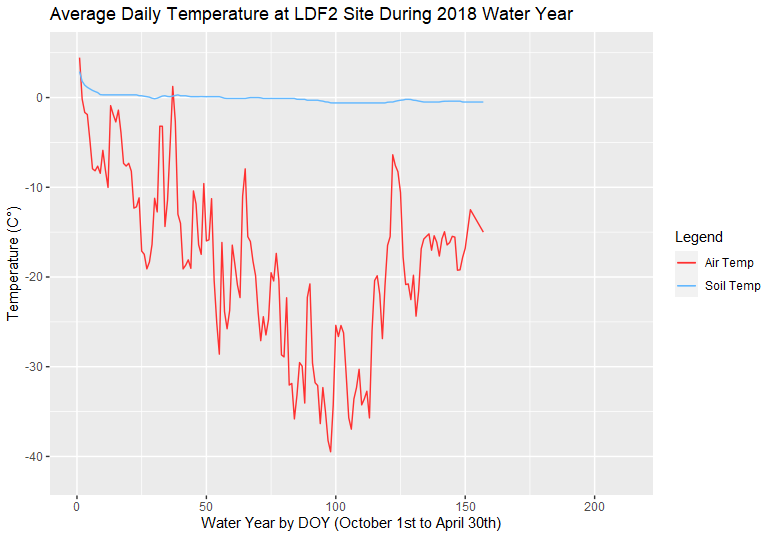 Average Daily Temperature at LDF2 Site During 2018 Water Year
Temperature (C°)
0
-10
-20
-30
-40
0 50 100 150 200
Water Year by DOY (October 1st to April 30th)
Legend
Air Temp
Soil Temp